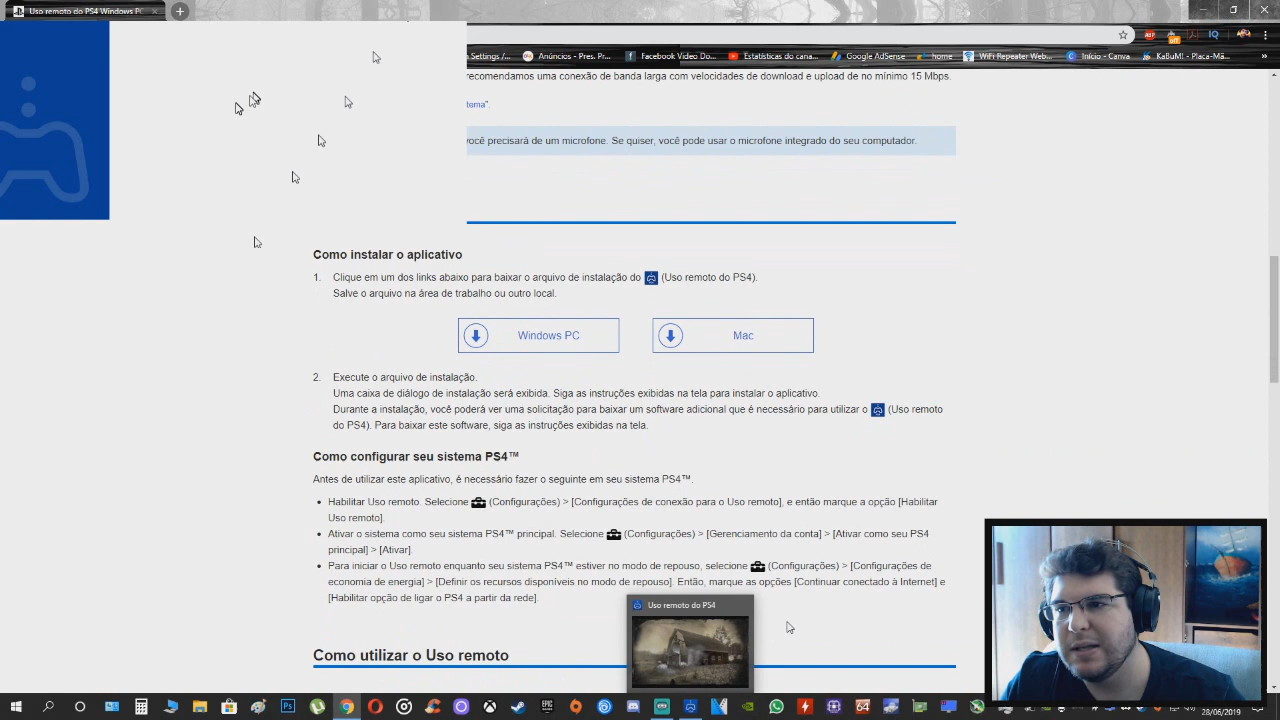 Uso remoto do PS4 Windows PC
Settings /...
Anúncios - Pres. Pr...
Facebook Video Do...
Estatísticas do cana...
Google AdSense
home
WiFi Repeater Web...
Início - Canva
KaBuM! - Placa-Mã...
recomendamos uma conexão de banda larga com velocidades de download e upload de no mínimo 15 Mbps.
tema".
você precisará de um microfone. Se quiser, você pode usar o microfone integrado do seu computador.
Como instalar o aplicativo
1. Clique em um dos links abaixo para baixar o arquivo de instalação do (Uso remoto do PS4).
Salve o arquivo na área de trabalho ou outro local.
Windows PC
Mac
2. Execute o arquivo de instalação.
Uma caixa de diálogo de instalação será exibida. Siga as instruções exibidas na tela para instalar o aplicativo.
Durante a instalação, você poderá ver uma solicitação para baixar um software adicional que é necessário para utilizar o (Uso remoto
do PS4). Para baixar este software, siga as instruções exibidas na tela.
Como configurar seu sistema PS4™
Antes de utilizar este aplicativo, é necessário fazer o seguinte em seu sistema PS4™.
• Habilitar Uso remoto. Selecione (Configurações) > [Configurações de conexão para o Uso remoto], e então marque a opção [Habilitar
Uso remoto].
• Ativar o sistema como seu sistema PS4™ principal. Selecione (Configurações) > [Gerenciamento da conta] > [Ativar como seu PS4
principal] > [Ativar].
• Para iniciar o Uso remoto enquanto seu sistema PS4™ estiver no modo de repouso, selecione (Configurações) > [Configurações de
economia de energia] > [Definir os recursos disponíveis no modo de repouso]. Então, marque as opções [Continuar conectado à Internet] e
[Habilitar opção de ligar o PS4 a partir da rede].
Uso remoto do PS4
Como utilizar o Uso remoto
28/06/2019